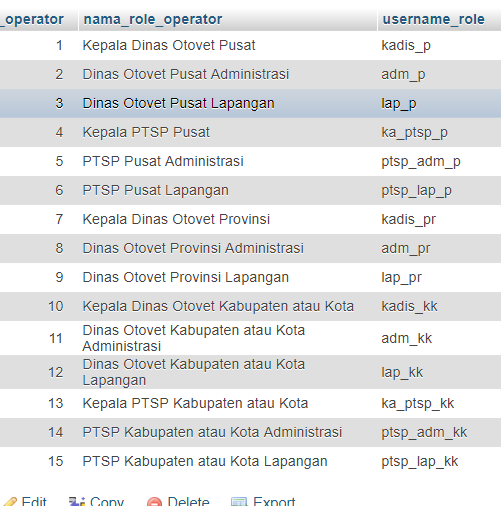 _operator nama_role_operator username_role
1 Kepala Dinas Otovet Pusat kadis_p
2 Dinas Otovet Pusat Administrasi adm_p
3 Dinas Otovet Pusat Lapangan lap_p
4 Kepala PTSP Pusat ka_ptsp_p
5 PTSP Pusat Administrasi ptsp_adm_p
6 PTSP Pusat Lapangan ptsp_lap_p
7 Kepala Dinas Otovet Provinsi kadis_pr
8 Dinas Otovet Provinsi Administrasi adm_pr
9 Dinas Otovet Provinsi Lapangan lap_pr
10 Kepala Dinas Otovet Kabupaten atau Kota kadis_kk
11 Dinas Otovet Kabupaten atau Kota
Administrasi adm_kk
12 Dinas Otovet Kabupaten atau Kota
Lapangan lap_kk
13 Kepala PTSP Kabupaten atau Kota ka_ptsp_kk
14 PTSP Kabupaten atau Kota Administrasi ptsp_adm_kk
15 PTSP Kabupaten atau Kota Lapangan ptsp_lap_kk
Edit Copy Delete Export